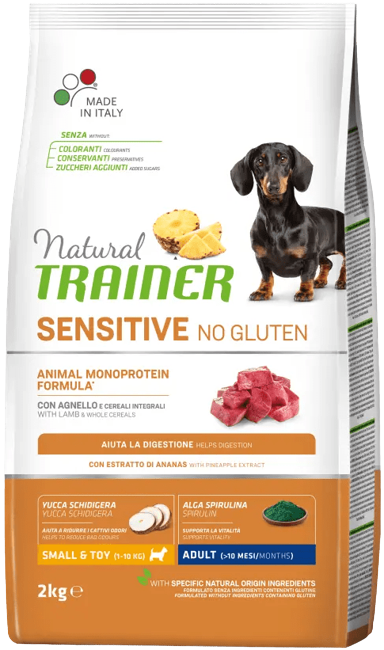 MADE
IN ITALY
SENZA WITHOUT
COLORANTI COLOURANTS
CONSERVANTI PRESERVATIVES
ZUCCHERI AGGIUNTI ADDED SUGARS
Natural
TRAINER
SENSITIVE NO GLUTEN
ANIMAL MONOPROTEIN
FORMULA*
CON AGNELLO E CEREALI INTEGRALI
WITH LAMB & WHOLE CEREALS
AIUTA LA DIGESTIONE HELPS DIGESTION
CON ESTRATTO DI ANANAS WITH PINEAPPLE EXTRACT
YUCCA SCHIDIGERA
YUCCA SCHIDIGERA
AIUTA A RIDURRE I CATTIVI ODORI
HELPS TO REDUCE BAD ODOURS
ALGA SPIRULINA
SPIRULIN
SUPPORTA LA VITALITÀ
SUPPORTS VITALITY
SMALL & TOY (1-10 KG)
ADULT (>10 MESI/MONTHS)
2kg e
WITH SPECIFIC NATURAL ORIGIN INGREDIENTS
FORMULATO SENZA INGREDIENTI CONTENENTI GLUTINE
FORMULATED WITHOUT INGREDIENTS CONTAINING GLUTEN